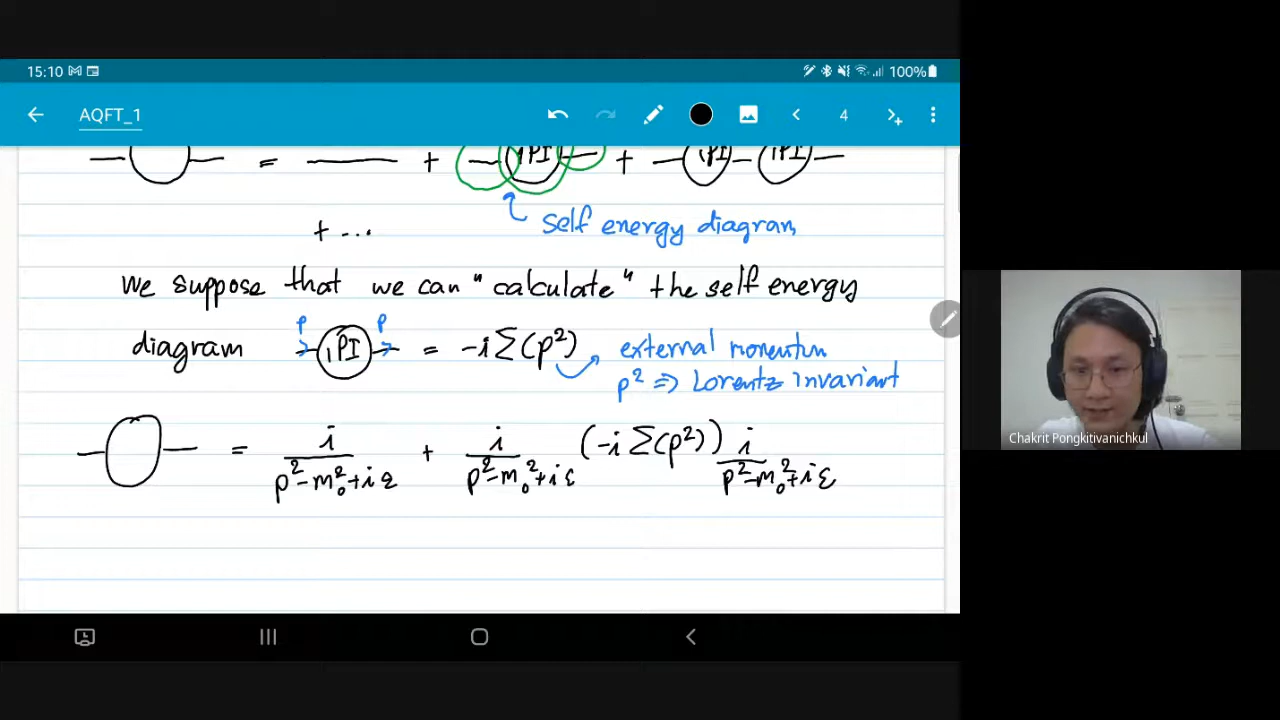 15:10 100%
AQFT_1 4
= + 1PI + 1PI 1PI
+ ...
self energy diagram
we suppose that we can "calculate" the self energy
p p
diagram 1PI = -i Σ(p²) external momentum
p² => Lorentz invariant
= i/(p²-m₀²+iε) + i/(p²-m₀²+iε) (-i Σ(p²)) i/(p²-m₀²+iε)
Chakrit Pongkitivanichkul